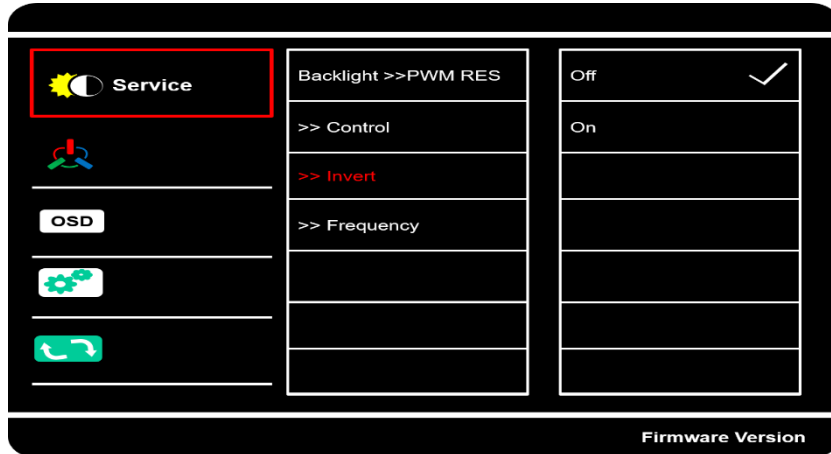 Service
OSD
Backlight >>PWM RES
>> Control
>> Invert
>> Frequency
Off
On
Firmware Version